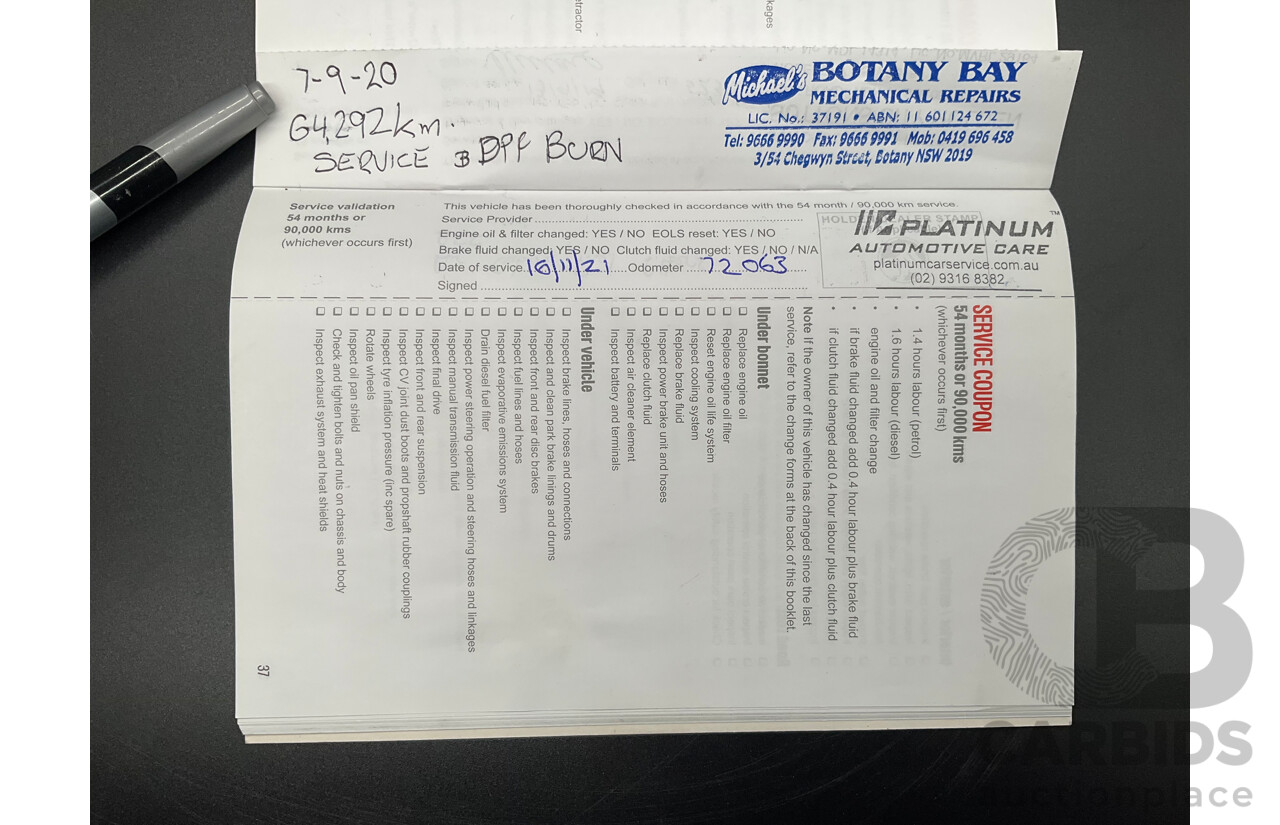 etractor
kages
7-9-20
64,292km.
SERVICE & DPF BURN
Michael's BOTANY BAY
MECHANICAL REPAIRS
LIC. No.: 37191 • ABN: 11 601 124 672
Tel: 9666 9990 Fax: 9666 9991 Mob: 0419 696 458
3/54 Chegwyn Street, Botany NSW 2019
Service validation
54 months or
90,000 kms
(whichever occurs first)
This vehicle has been thoroughly checked in accordance with the 54 month / 90,000 km service.
Service Provider
Engine oil & filter changed: YES / NO EOLS reset: YES / NO
Brake fluid changed: YES / NO Clutch fluid changed: YES / NO / N/A
Date of service 16/11/21 Odometer 72063
Signed
PLATINUM™
AUTOMOTIVE CARE
platinumcarservice.com.au
(02) 9316 8382
SERVICE COUPON
54 months or 90,000 kms
(whichever occurs first)
• 1.4 hours labour (petrol)
• 1.6 hours labour (diesel)
• engine oil and filter change
• if brake fluid changed add 0.4 hour labour plus brake fluid
• if clutch fluid changed add 0.4 hour labour plus clutch fluid
Note If the owner of this vehicle has changed since the last
service, refer to the change forms at the back of this booklet.
Under bonnet
❑ Replace engine oil
❑ Replace engine oil filter
❑ Reset engine oil life system
❑ Inspect cooling system
❑ Replace brake fluid
❑ Inspect power brake unit and hoses
❑ Replace clutch fluid
❑ Inspect air cleaner element
❑ Inspect battery and terminals
Under vehicle
❑ Inspect brake lines, hoses and connections
❑ Inspect and clean park brake linings and drums
❑ Inspect front and rear disc brakes
❑ Inspect fuel lines and hoses
❑ Inspect evaporative emissions system
❑ Drain diesel fuel filter
❑ Inspect power steering operation and steering hoses and linkages
❑ Inspect manual transmission fluid
❑ Inspect final drive
❑ Inspect front and rear suspension
❑ Inspect CV joint dust boots and propshaft rubber couplings
❑ Inspect tyre inflation pressure (inc spare)
❑ Rotate wheels
❑ Inspect oil pan shield
❑ Check and tighten bolts and nuts on chassis and body
❑ Inspect exhaust system and heat shields
37
CB
CARBIDS
auctionplace